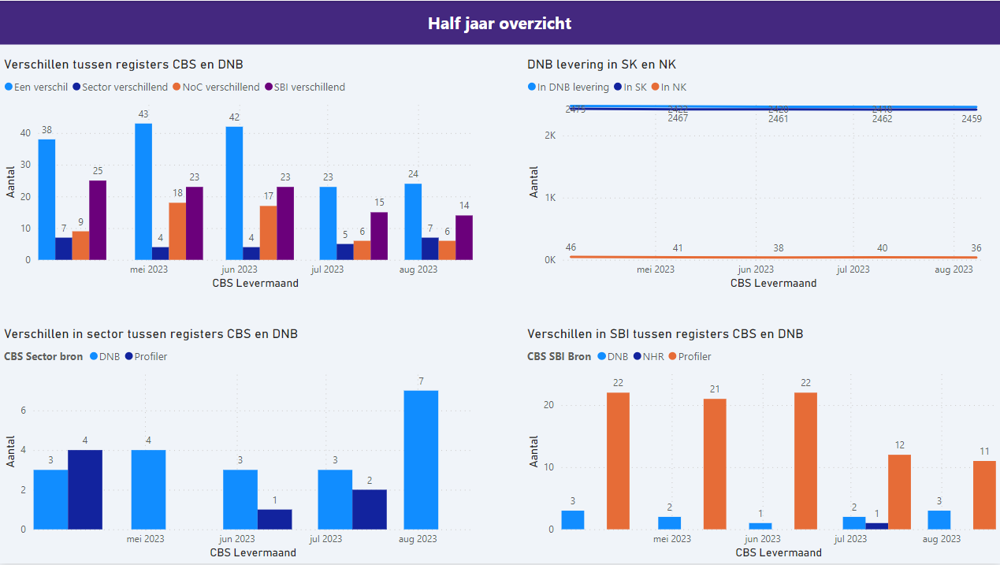 Half jaar overzicht
Verschillen tussen registers CBS en DNB
Een verschil Sector verschillend NoC verschillend SBI verschillend
Aantal
40
30
20
10
0
38 7 9 25
43 4 18 23
42 4 17 23
23 5 6 15
24 7 6 14
mei 2023 jun 2023 jul 2023 aug 2023
CBS Levermaand
DNB levering in SK en NK
In DNB levering In SK In NK
Aantal
2K
1K
0K
2467 2461 2462 2459
46 41 38 40 36
mei 2023 jun 2023 jul 2023 aug 2023
CBS Levermaand
Verschillen in sector tussen registers CBS en DNB
CBS Sector bron DNB Profiler
Aantal
6
4
2
0
3 4
4
3 1
3 2
7
mei 2023 jun 2023 jul 2023 aug 2023
CBS Levermaand
Verschillen in SBI tussen registers CBS en DNB
CBS SBI Bron DNB NHR Profiler
Aantal
20
10
0
3 22
2 21
1 22
2 1 12
3 11
mei 2023 jun 2023 jul 2023 aug 2023
CBS Levermaand